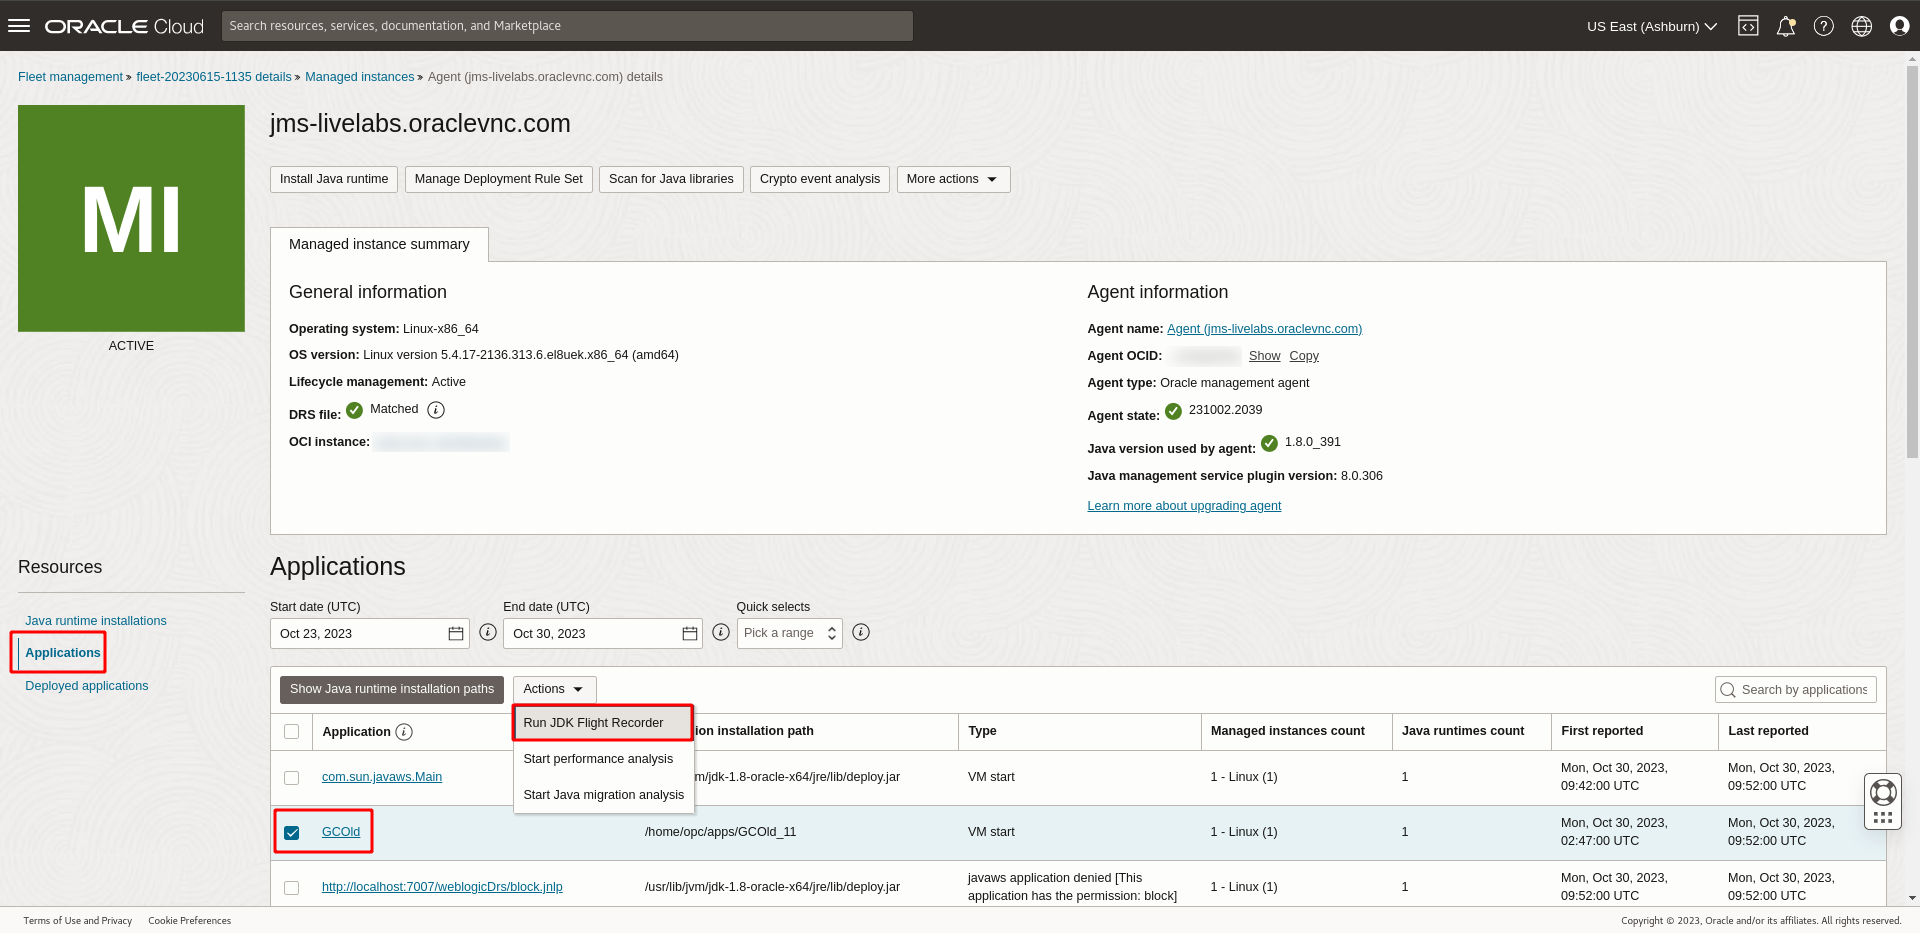 ORACLE Cloud
Search resources, services, documentation, and Marketplace
US East (Ashburn)
Fleet management » fleet-20230615-1135 details » Managed instances » Agent (jms-livelabs.oraclevnc.com) details
MI
ACTIVE
jms-livelabs.oraclevnc.com
Install Java runtime
Manage Deployment Rule Set
Scan for Java libraries
Crypto event analysis
More actions
Managed instance summary
General information
Operating system: Linux-x86_64
OS version: Linux version 5.4.17-2136.313.6.el8uek.x86_64 (amd64)
Lifecycle management: Active
DRS file: Matched
OCI instance:
Agent information
Agent name: Agent (jms-livelabs.oraclevnc.com)
Agent OCID: Show Copy
Agent type: Oracle management agent
Agent state: 231002.2039
Java version used by agent: 1.8.0_391
Java management service plugin version: 8.0.306
Learn more about upgrading agent
Resources
Java runtime installations
Applications
Deployed applications
Applications
Start date (UTC)
Oct 23, 2023
End date (UTC)
Oct 30, 2023
Quick selects
Pick a range
Show Java runtime installation paths
Actions
Search by applications
Run JDK Flight Recorder
Start performance analysis
Start Java migration analysis
Application
ion installation path
Type
Managed instances count
Java runtimes count
First reported
Last reported
com.sun.javaws.Main
m/jdk-1.8-oracle-x64/jre/lib/deploy.jar
VM start
1 - Linux (1)
1
Mon, Oct 30, 2023,
09:42:00 UTC
Mon, Oct 30, 2023,
09:52:00 UTC
GCOld
/home/opc/apps/GCOld_11
VM start
1 - Linux (1)
1
Mon, Oct 30, 2023,
02:47:00 UTC
Mon, Oct 30, 2023,
09:52:00 UTC
http://localhost:7007/weblogicDrs/block.jnlp
/usr/lib/jvm/jdk-1.8-oracle-x64/jre/lib/deploy.jar
javaws application denied [This
application has the permission: block]
1 - Linux (1)
1
Mon, Oct 30, 2023,
09:52:00 UTC
Mon, Oct 30, 2023,
09:52:00 UTC
Terms of Use and Privacy
Cookie Preferences
Copyright © 2023, Oracle and/or its affiliates. All rights reserved.